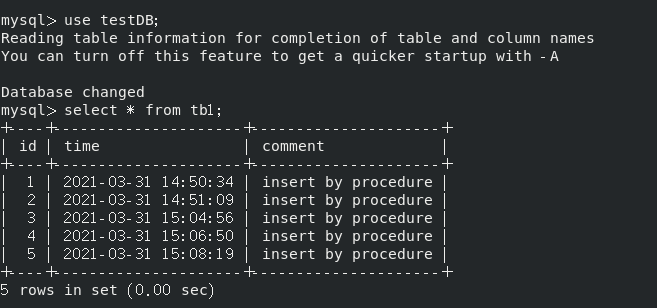 mysql> use testDB;
Reading table information for completion of table and column names
You can turn off this feature to get a quicker startup with -A

Database changed
mysql> select * from tbl;
+----+---------------------+---------------------+
| id | time                | comment             |
+----+---------------------+---------------------+
|  1 | 2021-03-31 14:50:34 | insert by procedure |
|  2 | 2021-03-31 14:51:09 | insert by procedure |
|  3 | 2021-03-31 15:04:56 | insert by procedure |
|  4 | 2021-03-31 15:06:50 | insert by procedure |
|  5 | 2021-03-31 15:08:19 | insert by procedure |
+----+---------------------+---------------------+
5 rows in set (0.00 sec)